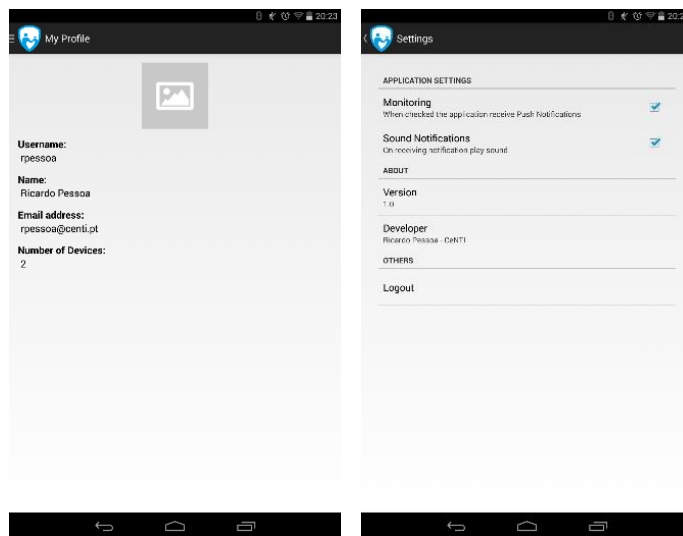 20:23
My Profile
Username:
rpessoa
Name:
Ricardo Pessoa
Email address:
rpessoa@centi.pt
Number of Devices:
2
20:2
Settings
APPLICATION SETTINGS
Monitoring
When checked the application receive Push Notifications
Sound Notifications
On receiving notification play sound
ABOUT
Version
1.0
Developer
Ricardo Pessoa - CeNTI
OTHERS
Logout